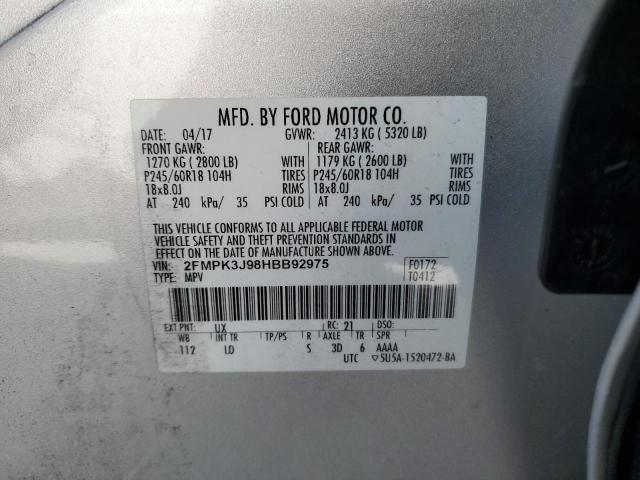 MFD. BY FORD MOTOR CO.
DATE: 04/17 GVWR: 2413 KG ( 5320 LB)
FRONT GAWR: REAR GAWR:
1270 KG ( 2800 LB) WITH 1179 KG ( 2600 LB) WITH
P245/60R18 104H TIRES P245/60R18 104H TIRES
18x8.0J RIMS 18x8.0J RIMS
AT 240 kPa/ 35 PSI COLD AT 240 kPa/ 35 PSI COLD
THIS VEHICLE CONFORMS TO ALL APPLICABLE FEDERAL MOTOR
VEHICLE SAFETY AND THEFT PREVENTION STANDARDS IN
EFFECT ON THE DATE OF MANUFACTURE SHOWN ABOVE.
VIN: 2FMPK3J98HBB92975 F0172
TYPE: MPV T0412
EXT PNT: UX RC: 21 DSO:
WB INT TR TP/PS R AXLE TR SPR
112 LD S 3D 6 AAAA
UTC 5U5A-1520472-BA